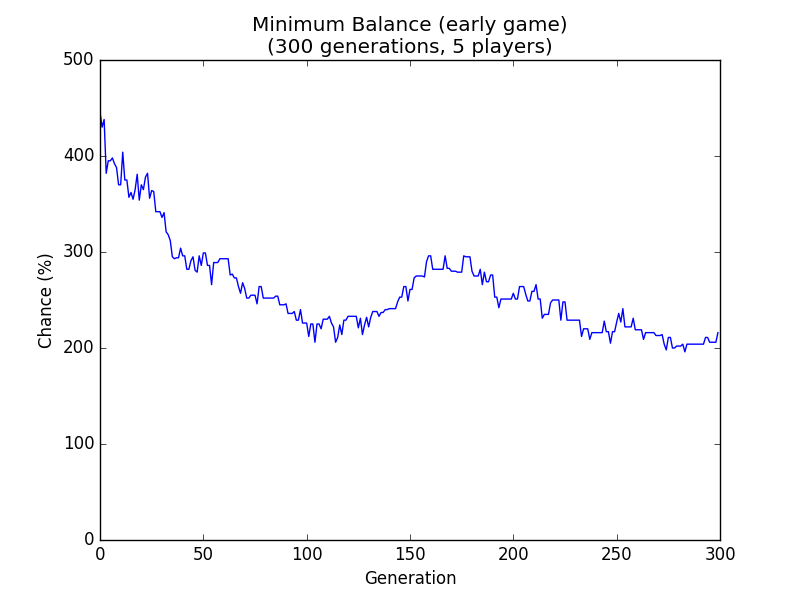 Minimum Balance (early game)
(300 generations, 5 players)
500
400
300
200
100
0
Chance (%)
0 50 100 150 200 250 300
Generation